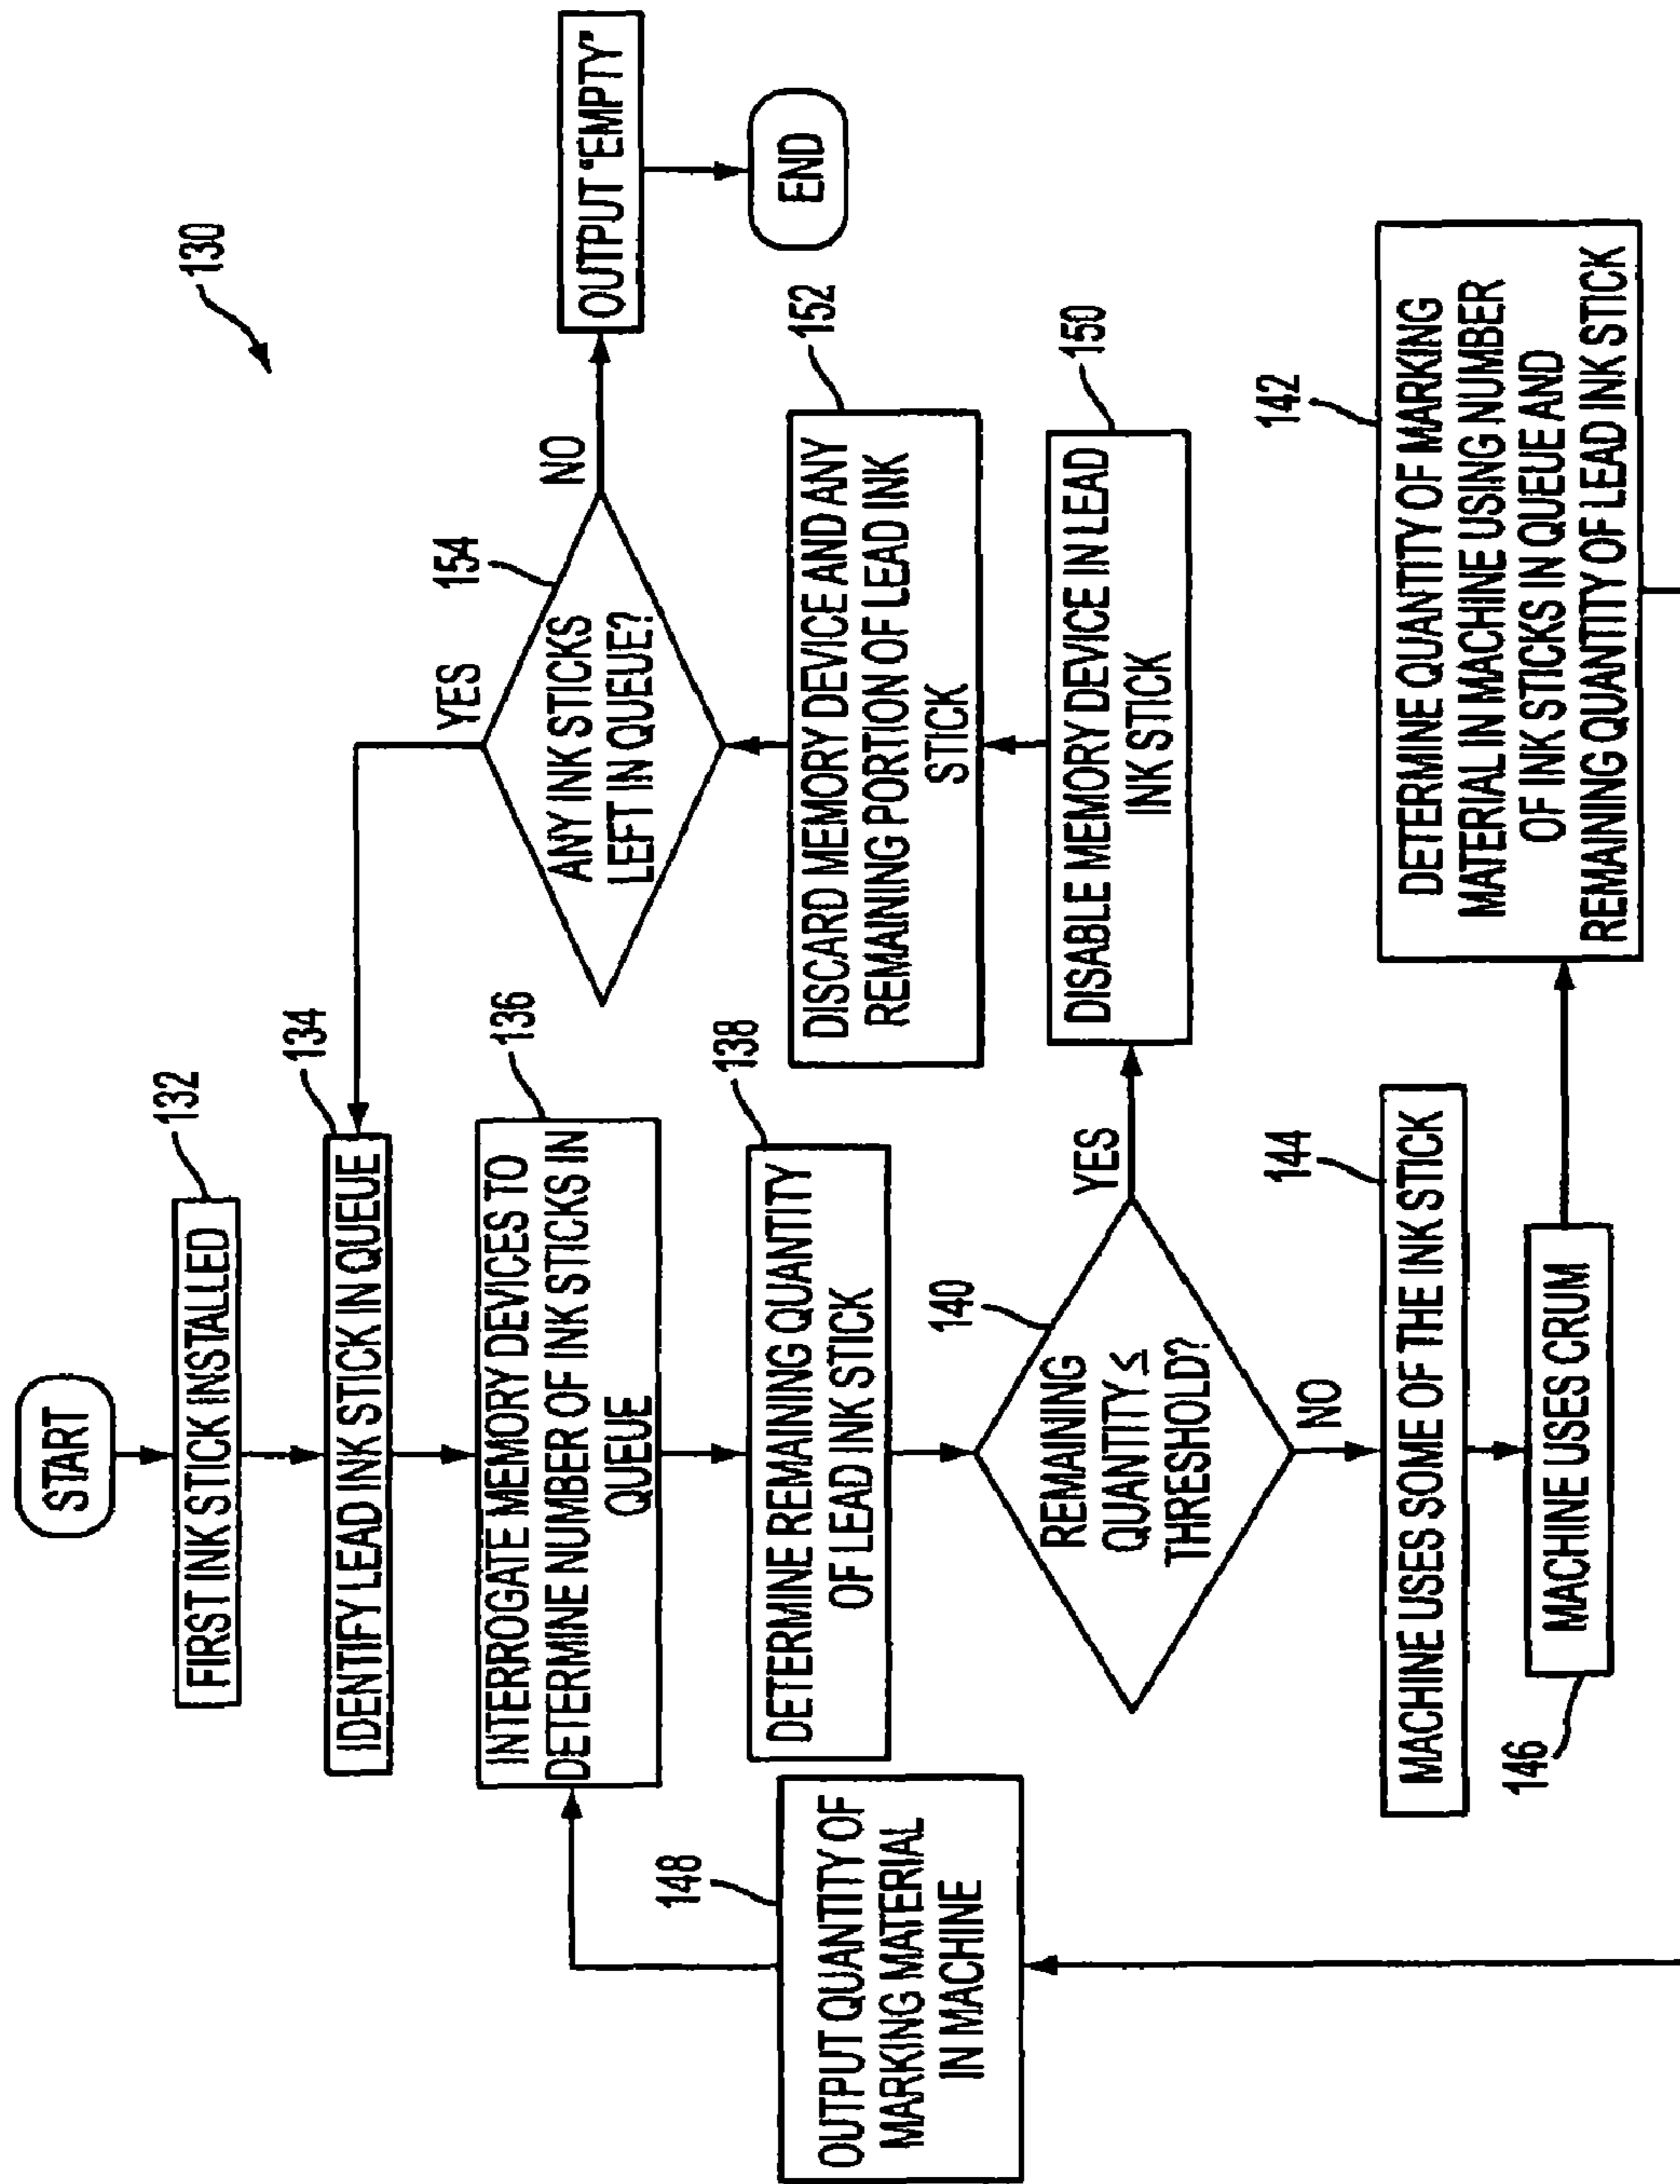 130
START
132
FIRST INK STICK INSTALLED
134
IDENTIFY LEAD INK STICK IN QUEUE
136
INTERROGATE MEMORY DEVICES TO
DETERMINE NUMBER OF INK STICKS IN
QUEUE
138
DETERMINE REMAINING QUANTITY
OF LEAD INK STICK
140
REMAINING
QUANTITY ≤
THRESHOLD?
YES
NO
144
MACHINE USES SOME OF THE INK STICK
146
MACHINE USES CRUM
142
DETERMINE QUANTITY OF MARKING
MATERIAL IN MACHINE USING NUMBER
OF INK STICKS IN QUEUE AND
REMAINING QUANTITY OF LEAD INK STICK
148
OUTPUT QUANTITY OF
MARKING MATERIAL
IN MACHINE
150
DISABLE MEMORY DEVICE IN LEAD
INK STICK
152
DISCARD MEMORY DEVICE AND ANY
REMAINING PORTION OF LEAD INK
STICK
154
ANY INK STICKS
LEFT IN QUEUE?
YES
NO
OUTPUT "EMPTY"
END